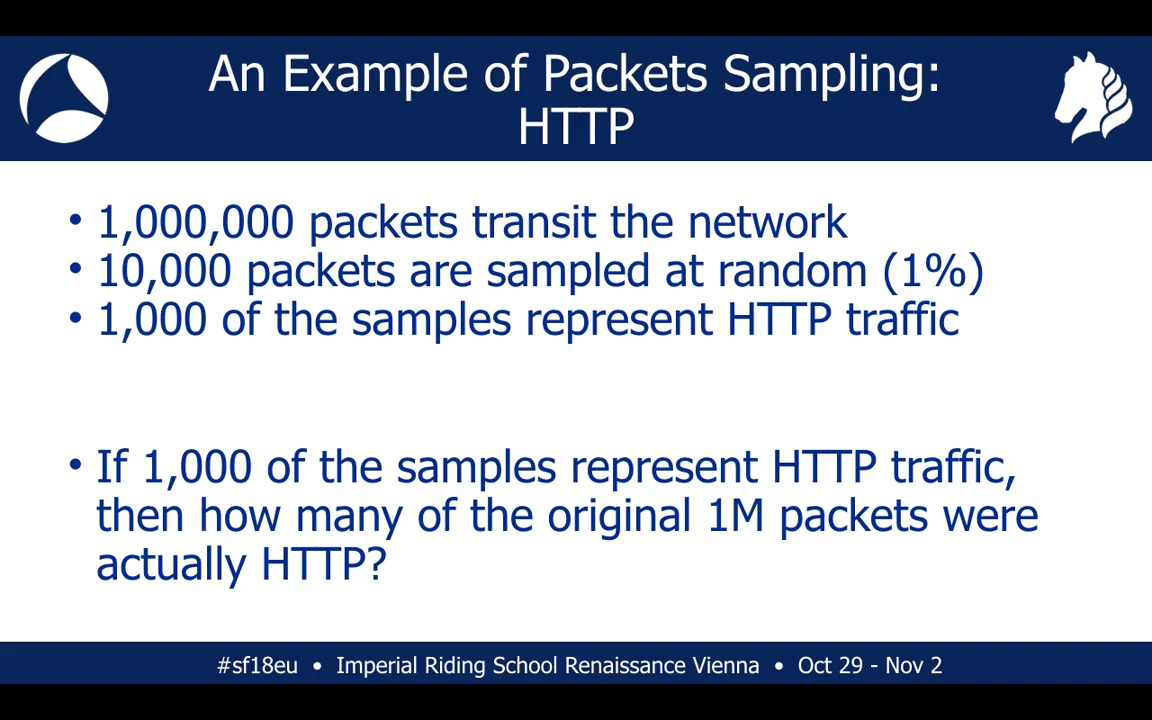 An Example of Packets Sampling:
HTTP
• 1,000,000 packets transit the network
• 10,000 packets are sampled at random (1%)
• 1,000 of the samples represent HTTP traffic
• If 1,000 of the samples represent HTTP traffic,
then how many of the original 1M packets were
actually HTTP?
#sf18eu • Imperial Riding School Renaissance Vienna • Oct 29 - Nov 2